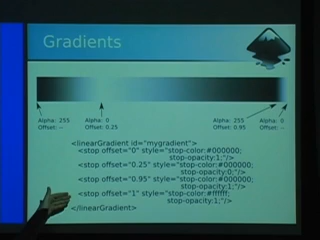 Gradients
Alpha: 255
Offset: --
Alpha: 0
Offset: 0.25
Alpha: 255
Offset: 0.95
Alpha: 0
Offset: --
<linearGradient id="mygradient">
<stop offset="0" style="stop-color:#000000;
stop-opacity:1;"/>
<stop offset="0.25" style="stop-color:#000000;
stop-opacity:0;"/>
<stop offset="0.95" style="stop-color:#000000;
stop-opacity:1;"/>
<stop offset="1" style="stop-color:#ffffff;
stop-opacity:1;"/>
</linearGradient>